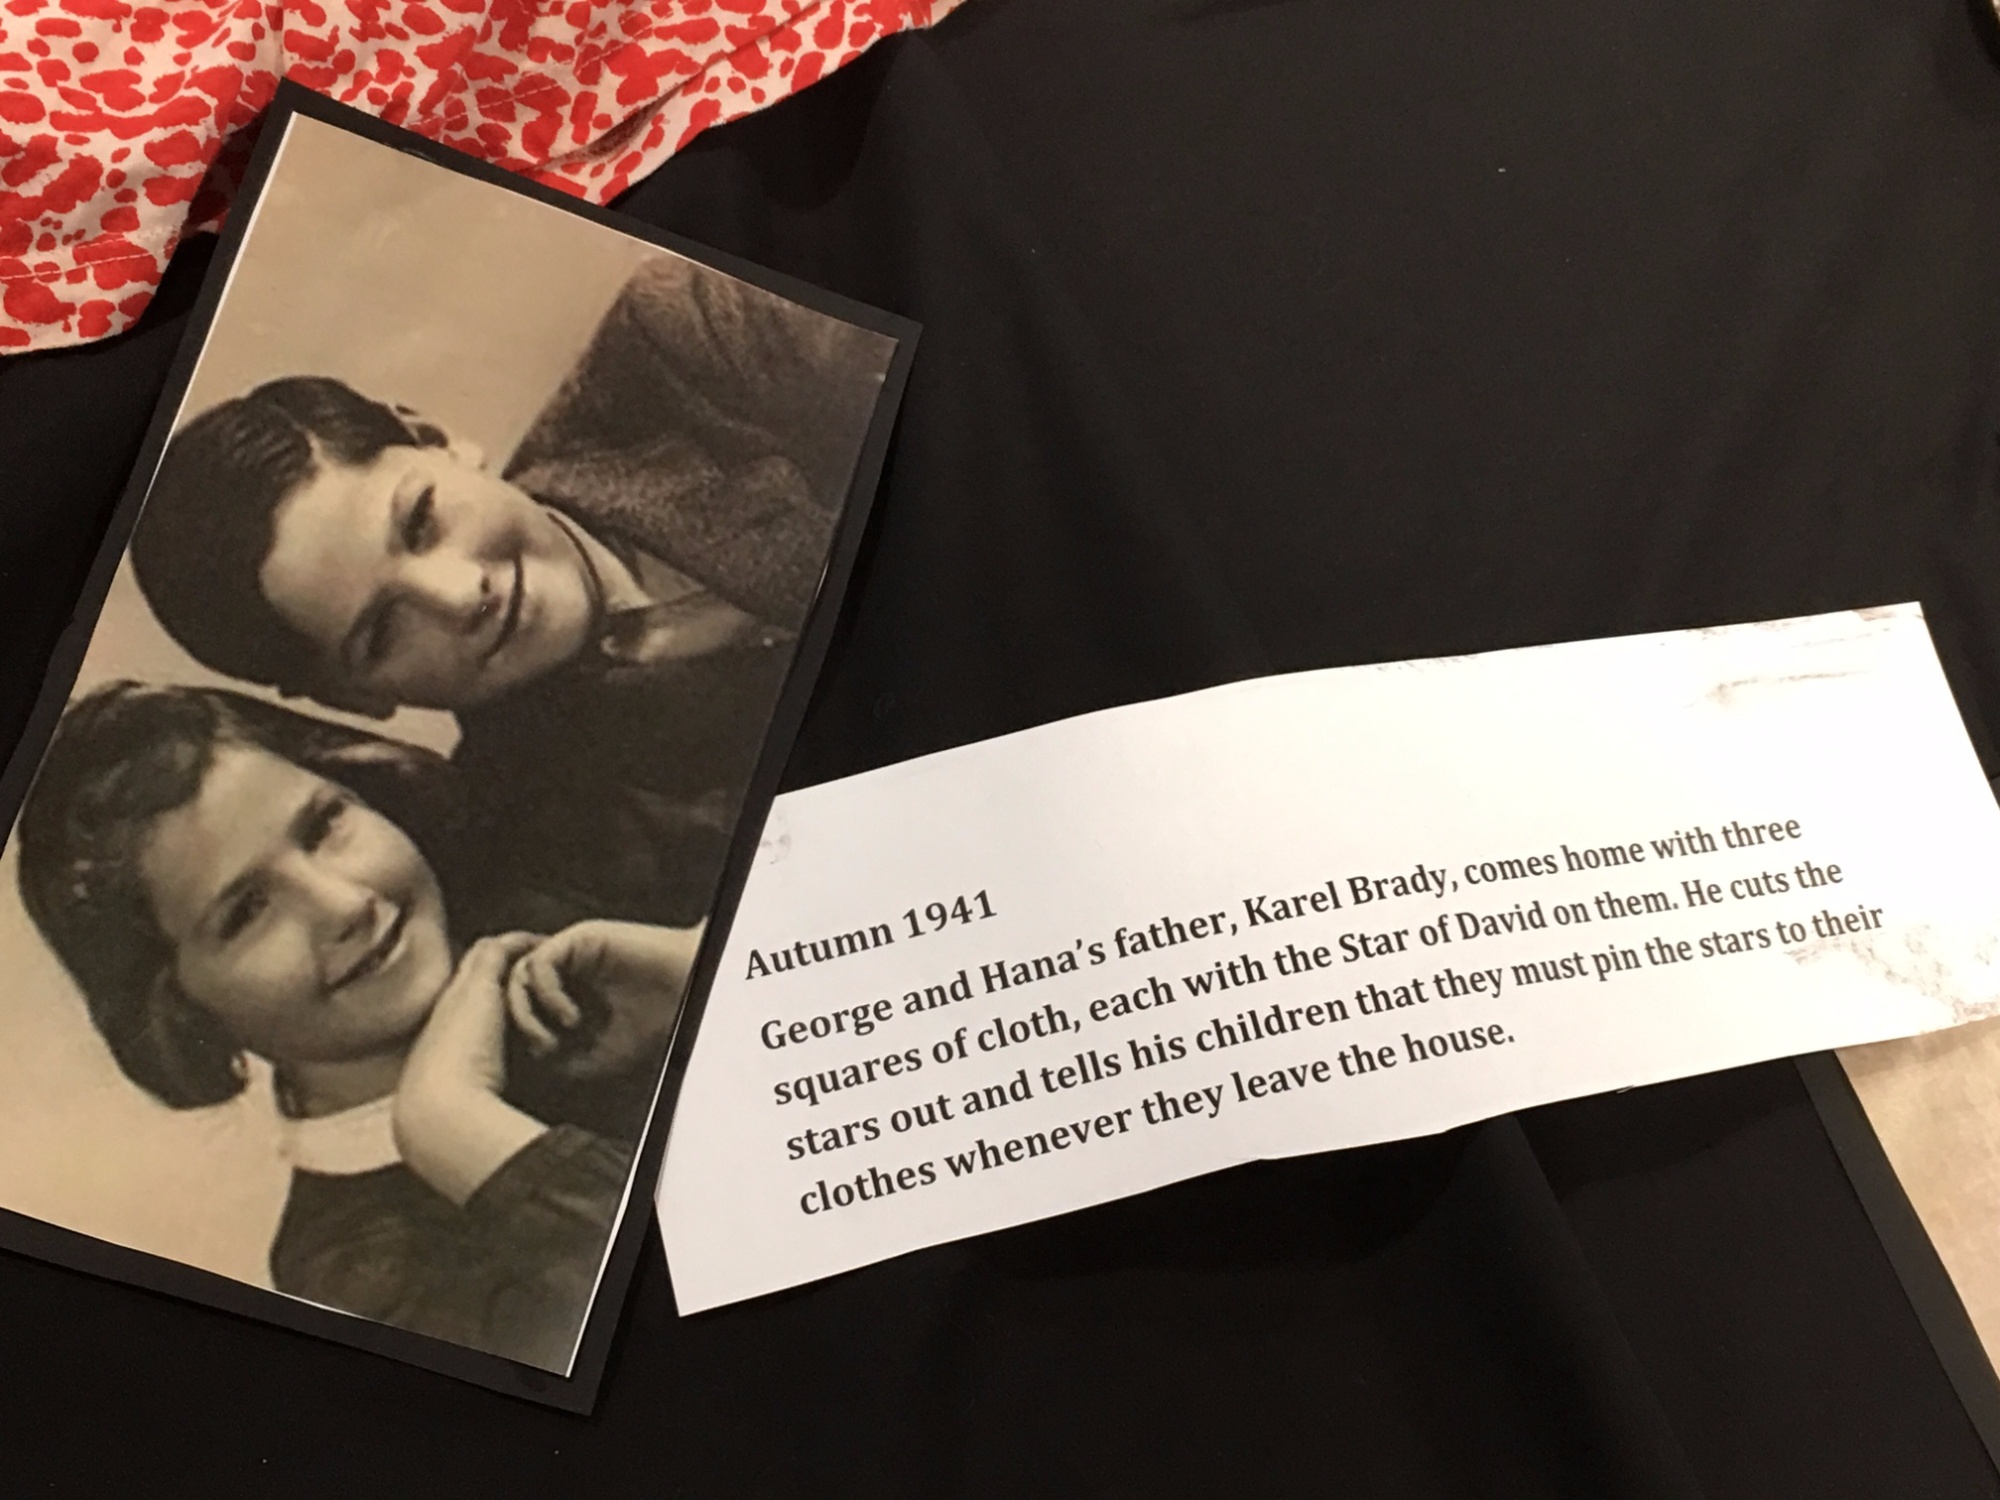 Autumn 1941
George and Hana’s father, Karel Brady, comes home with three
squares of cloth, each with the Star of David on them. He cuts the
stars out and tells his children that they must pin the stars to their
clothes whenever they leave the house.